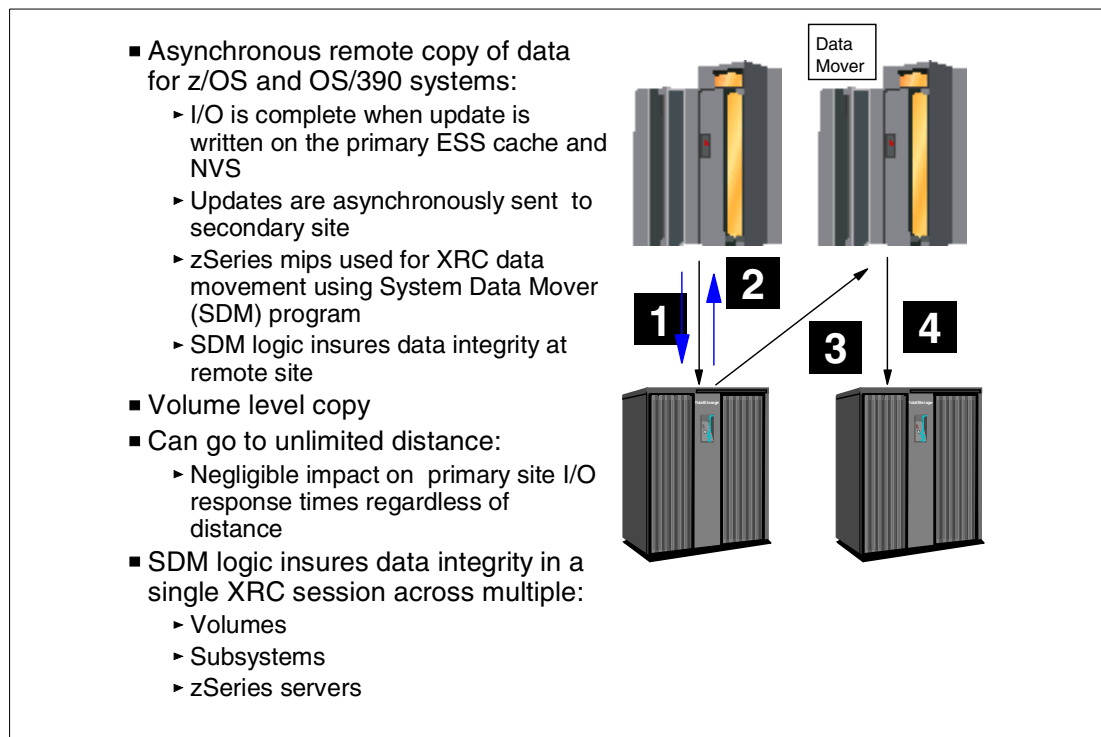 ■ Asynchronous remote copy of data
for z/OS and OS/390 systems:
► I/O is complete when update is
written on the primary ESS cache and
NVS
► Updates are asynchronously sent to
secondary site
► zSeries mips used for XRC data
movement using System Data Mover
(SDM) program
► SDM logic insures data integrity at
remote site
■ Volume level copy
■ Can go to unlimited distance:
► Negligible impact on primary site I/O
response times regardless of
distance
■ SDM logic insures data integrity in a
single XRC session across multiple:
► Volumes
► Subsystems
► zSeries servers
Data
Mover
1
2
3
4
TotalStorage
TotalStorage